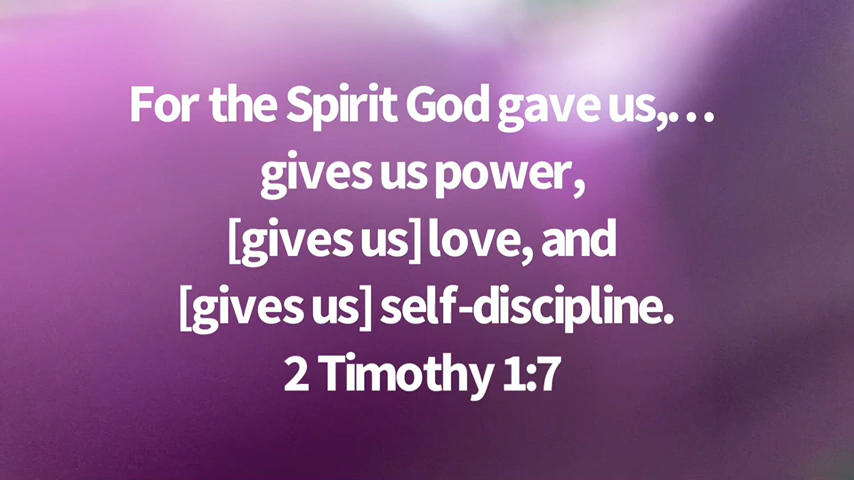 For the Spirit God gave us,…
gives us power,
[gives us] love, and
[gives us] self-discipline.
2 Timothy 1:7